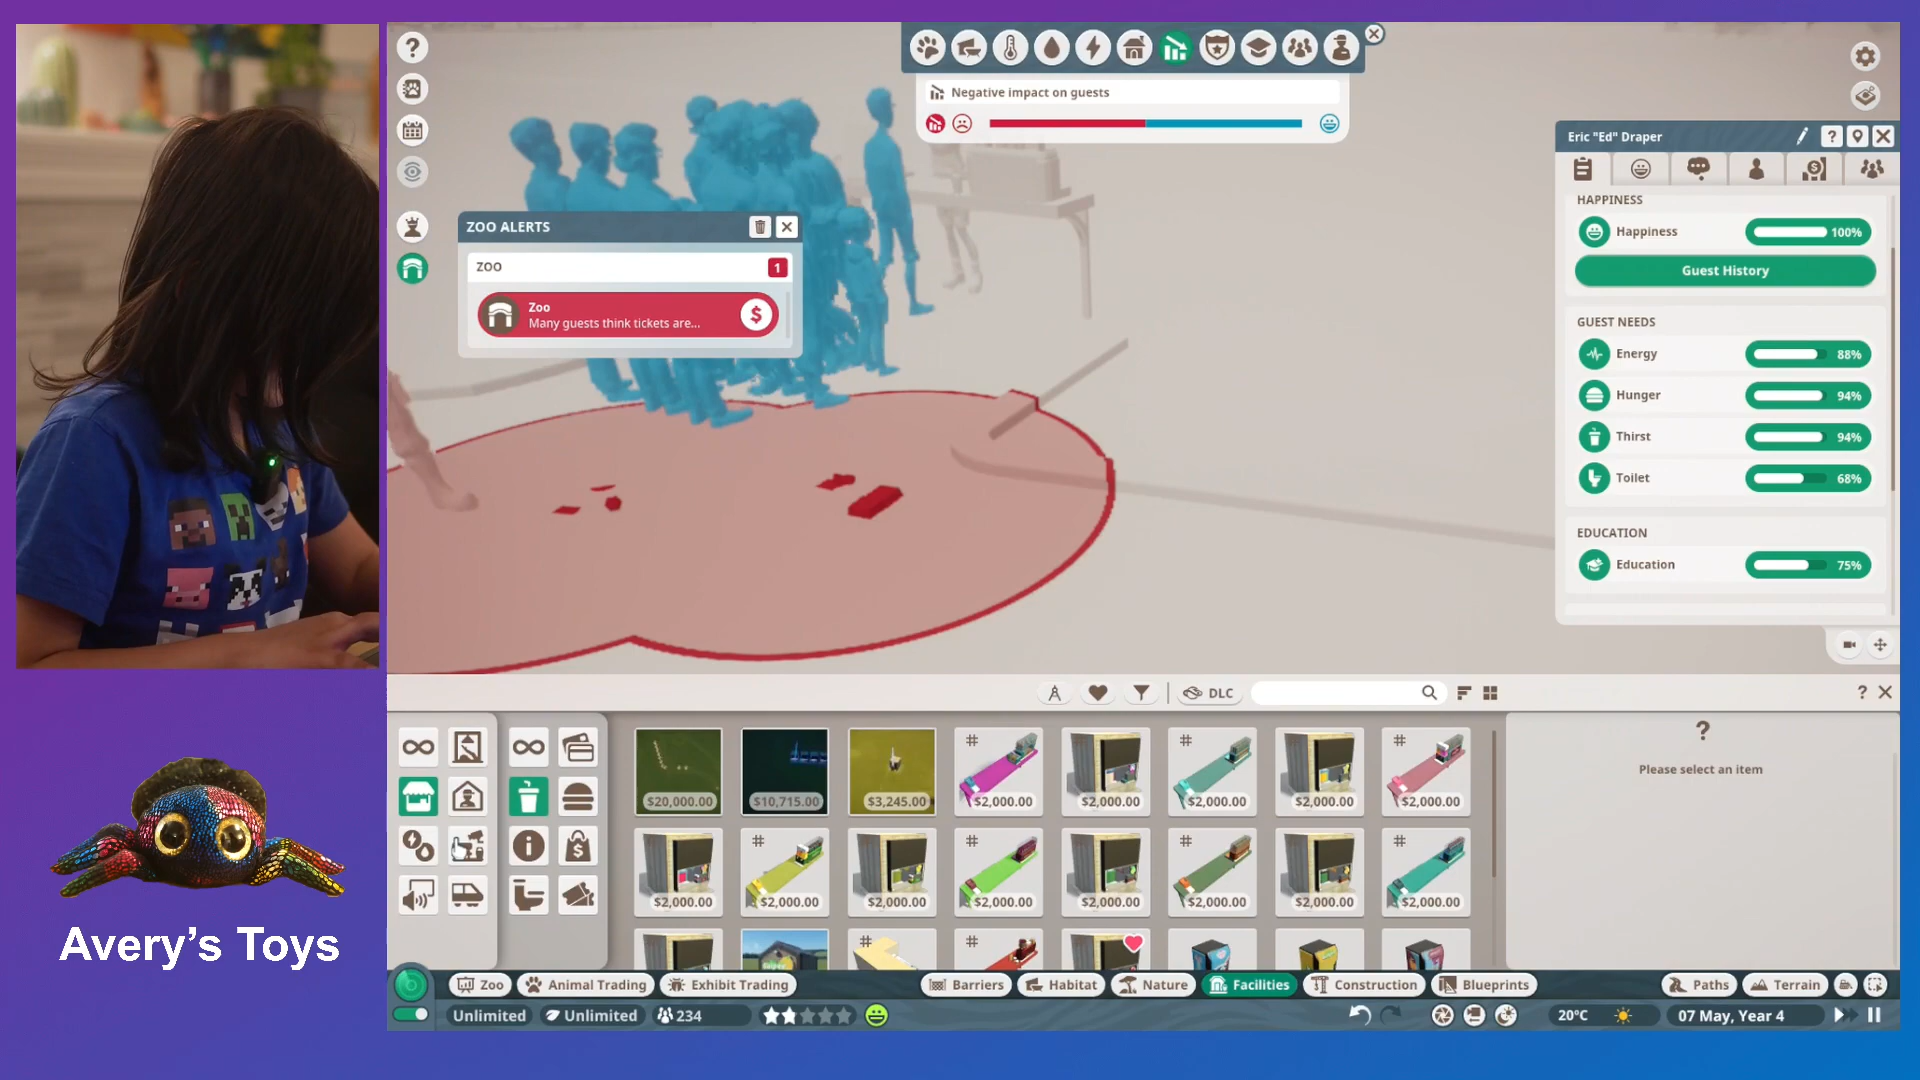 Negative impact on guests
ZOO ALERTS
ZOO
1
Zoo
Many guests think tickets are...
$
Eric "Ed" Draper
HAPPINESS
Happiness
100%
Guest History
GUEST NEEDS
Energy
88%
Hunger
94%
Thirst
94%
Toilet
68%
EDUCATION
Education
75%
DLC
$20,000.00
$10,715.00
$3,245.00
$2,000.00
$2,000.00
$2,000.00
$2,000.00
$2,000.00
$2,000.00
$2,000.00
$2,000.00
$2,000.00
$2,000.00
$2,000.00
$2,000.00
$2,000.00
Please select an item
Avery's Toys
Zoo
Animal Trading
Exhibit Trading
Barriers
Habitat
Nature
Facilities
Construction
Blueprints
Paths
Terrain
Unlimited
Unlimited
234
20°C
07 May, Year 4